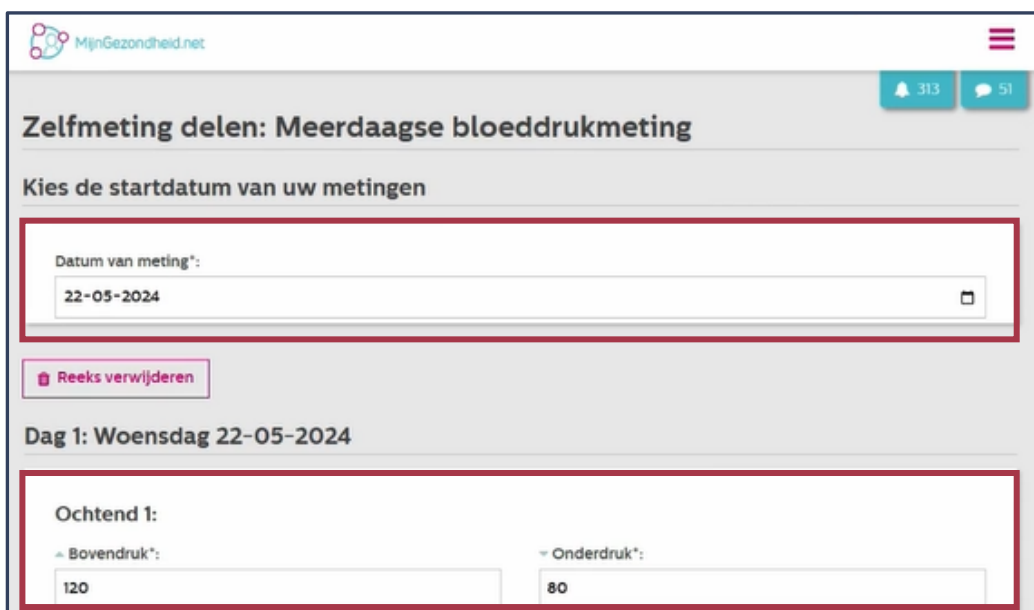 MijnGezondheid.net
313 51
Zelfmeting delen: Meerdaagse bloeddrukmeting
Kies de startdatum van uw metingen
Datum van meting*:
22-05-2024
Reeks verwijderen
Dag 1: Woensdag 22-05-2024
Ochtend 1:
Bovendruk*: Onderdruk*:
120 80